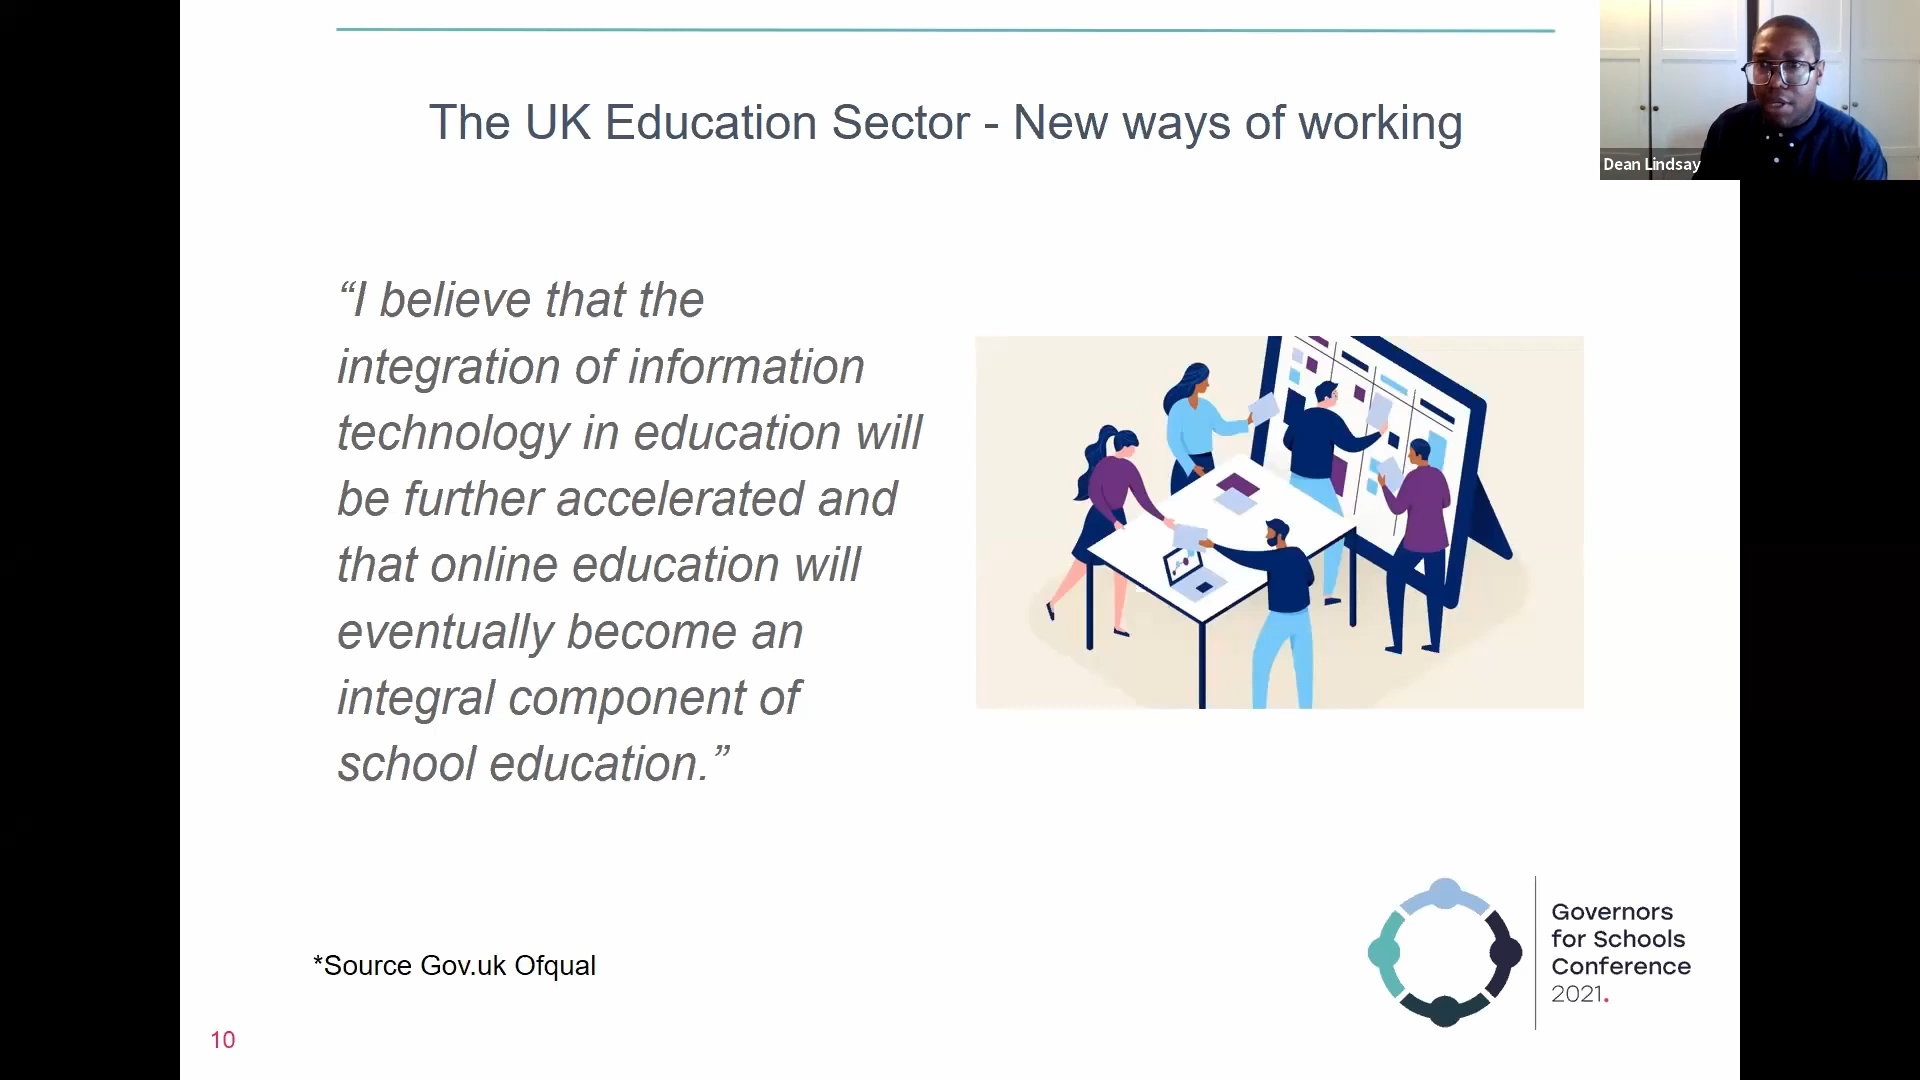 The UK Education Sector - New ways of working
Dean Lindsay
“I believe that the
integration of information
technology in education will
be further accelerated and
that online education will
eventually become an
integral component of
school education.”
Governors
for Schools
Conference
2021.
*Source Gov.uk Ofqual
10